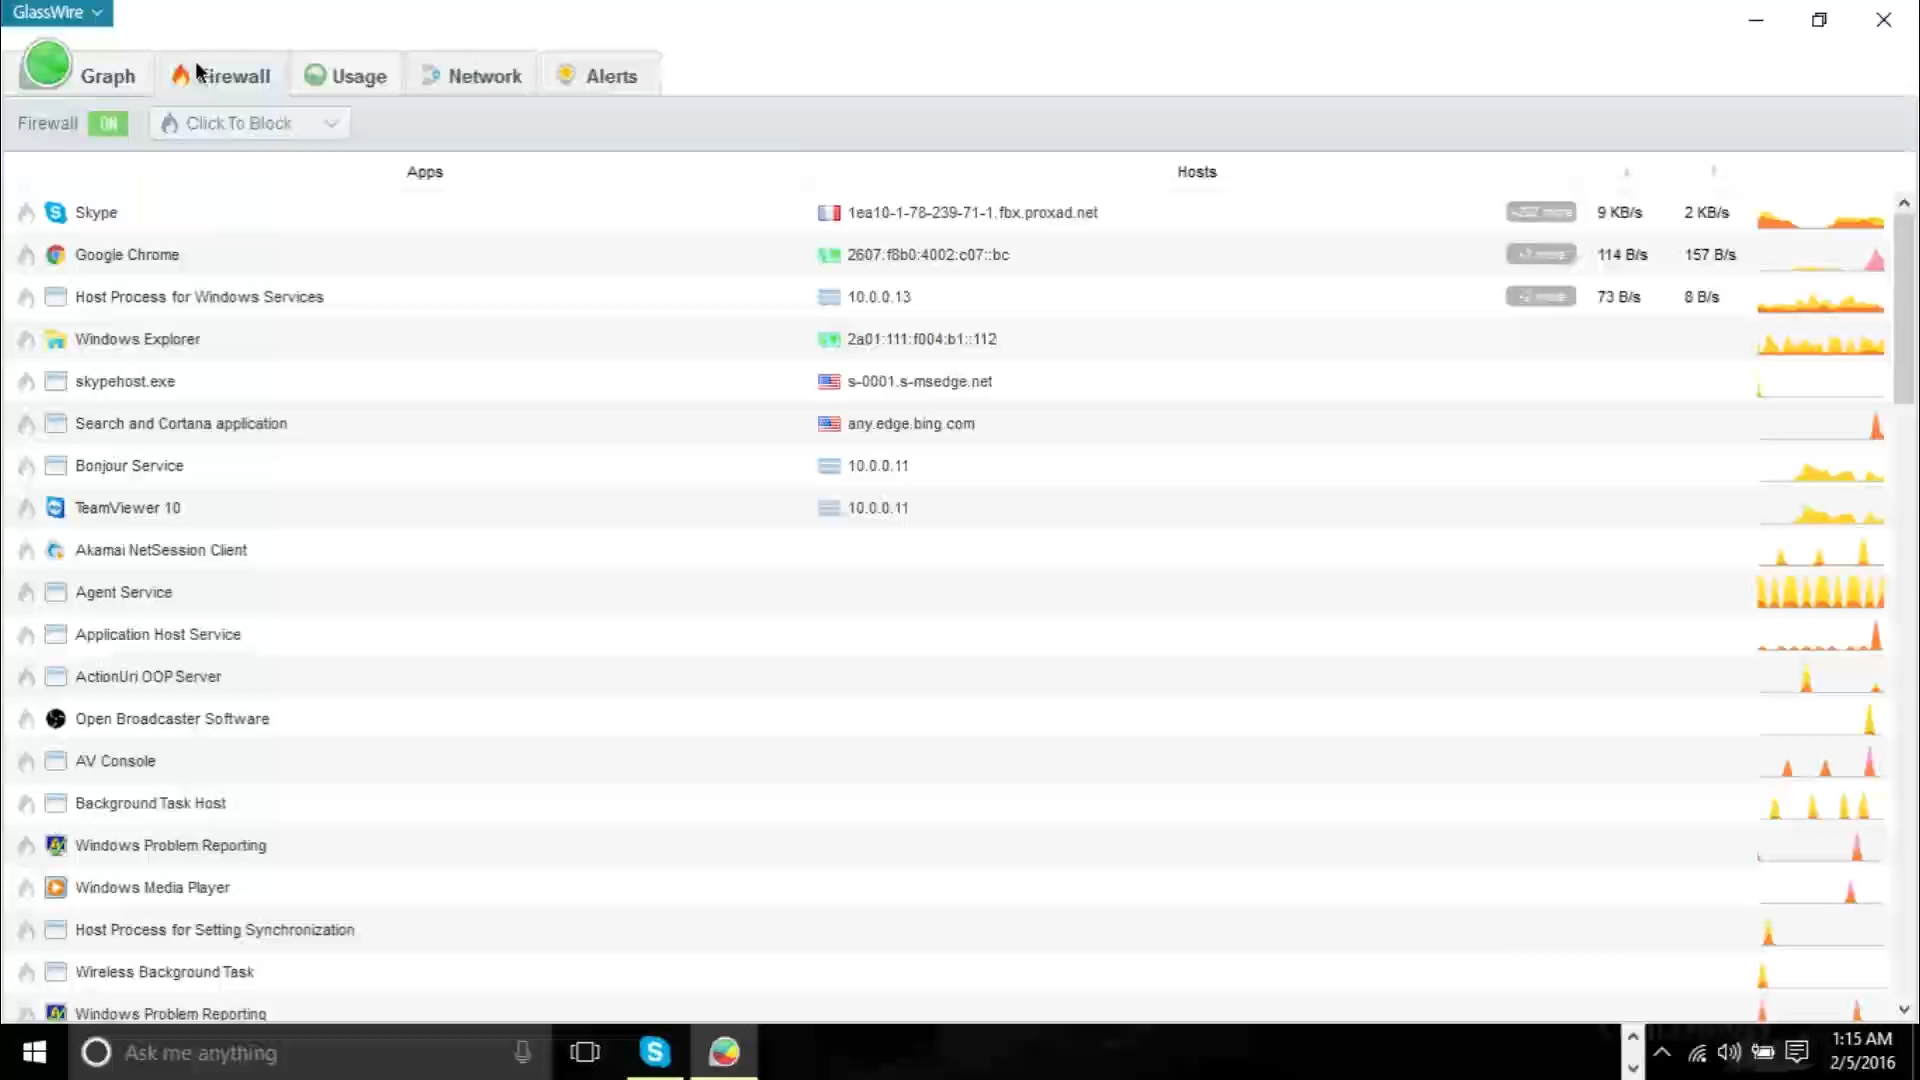 GlassWire
Graph Firewall Usage Network Alerts
Firewall ON Click To Block
Apps Hosts
Skype 1ea10-1-78-239-71-1.fbx.proxad.net 9 KB/s 2 KB/s
Google Chrome 2607:f8b0:4002:c07::bc 114 B/s 157 B/s
Host Process for Windows Services 10.0.0.13 73 B/s 8 B/s
Windows Explorer 2a01:111:f004:b1::112
skypehost.exe s-0001.s-msedge.net
Search and Cortana application any.edge.bing.com
Bonjour Service 10.0.0.11
TeamViewer 10 10.0.0.11
Akamai NetSession Client
Agent Service
Application Host Service
ActionUri OOP Server
Open Broadcaster Software
AV Console
Background Task Host
Windows Problem Reporting
Windows Media Player
Host Process for Setting Synchronization
Wireless Background Task
Windows Problem Reporting
Ask me anything
1:15 AM
2/5/2016